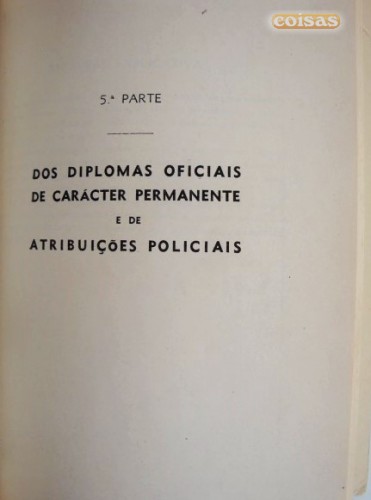 coisas
5.ª PARTE
DOS DIPLOMAS OFICIAIS
DE CARÁCTER PERMANENTE
E DE
ATRIBUIÇÕES POLICIAIS